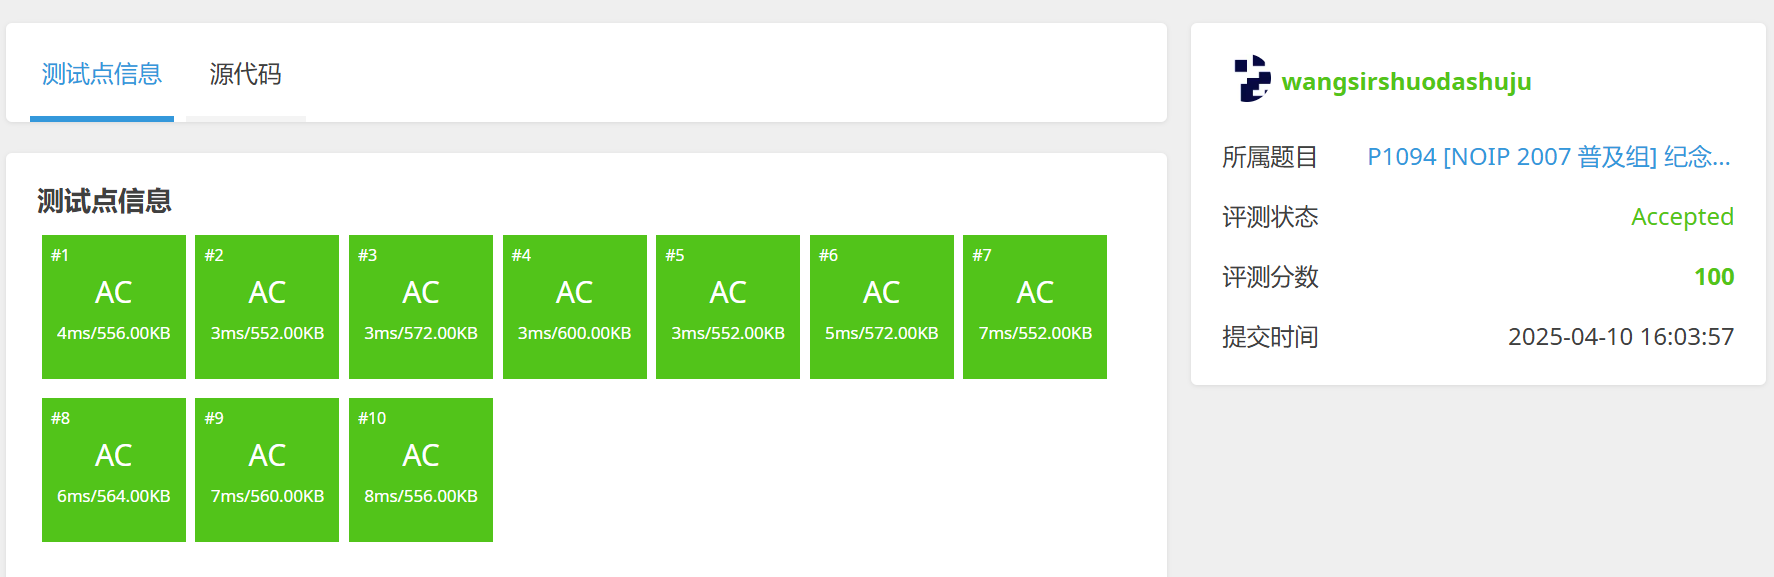 测试点信息 源代码
测试点信息
#1 #2 #3 #4 #5 #6 #7
AC AC AC AC AC AC AC
4ms/556.00KB 3ms/552.00KB 3ms/572.00KB 3ms/600.00KB 3ms/552.00KB 5ms/572.00KB 7ms/552.00KB
#8 #9 #10
AC AC AC
6ms/564.00KB 7ms/560.00KB 8ms/556.00KB
wangsirshuodashuju
所属题目 P1094 [NOIP 2007 普及组] 纪念...
评测状态 Accepted
评测分数 100
提交时间 2025-04-10 16:03:57